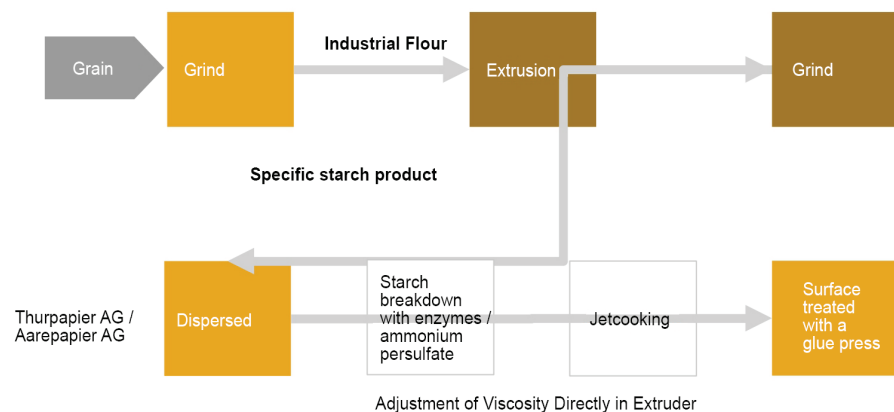 Industrial Flour
Grain
Grind
Extrusion
Grind
Specific starch product
Thurpapier AG /
Aarepapier AG
Dispersed
Starch
breakdown
with enzymes /
ammonium
persulfate
Jetcooking
Surface
treated
with a
glue press
Adjustment of Viscosity Directly in Extruder